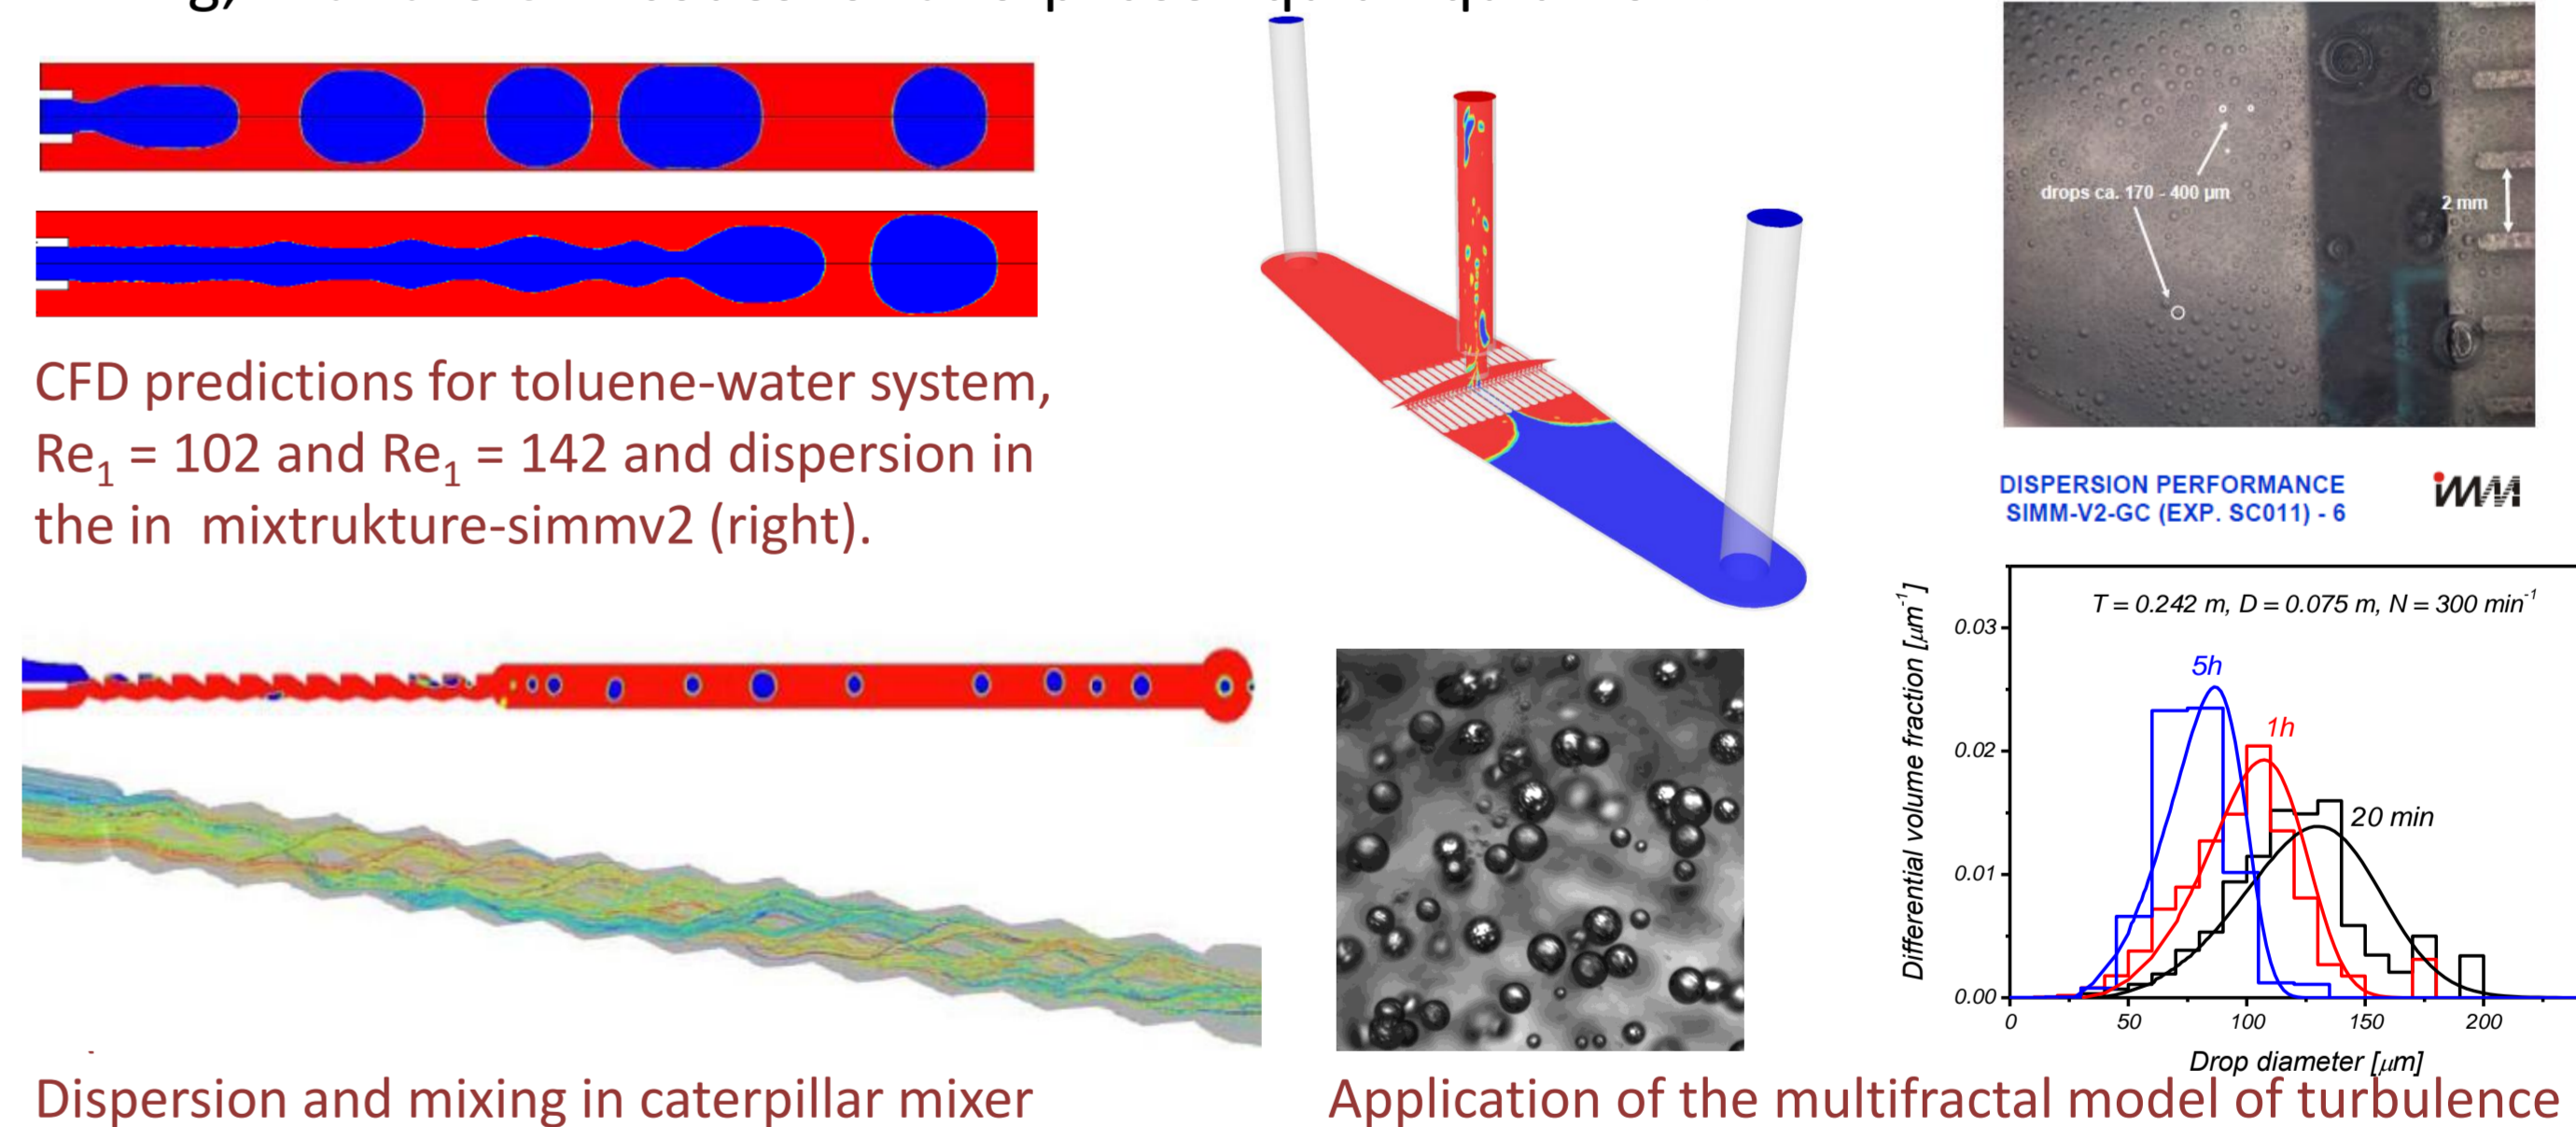 CFD predictions for toluene-water system,
Re₁ = 102 and Re₁ = 142 and dispersion in
the in mixtrukture-simmv2 (right).
drops ca. 170 - 400 µm
2 mm
DISPERSION PERFORMANCE
SIMM-V2-GC (EXP. SC011) - 6
imm
Differential volume fraction [µm⁻¹]
T = 0.242 m, D = 0.075 m, N = 300 min⁻¹
0.03
0.02
0.01
0.00
5h
1h
20 min
0 50 100 150 200
Drop diameter [µm]
Dispersion and mixing in caterpillar mixer
Application of the multifractal model of turbulence